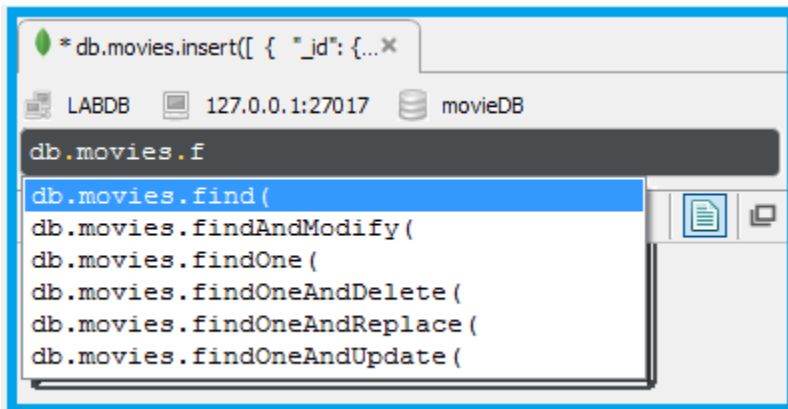 * db.movies.insert([ { "_id": {...
LABDB 127.0.0.1:27017 movieDB
db.movies.f
db.movies.find(
db.movies.findAndModify(
db.movies.findOne(
db.movies.findOneAndDelete(
db.movies.findOneAndReplace(
db.movies.findOneAndUpdate(